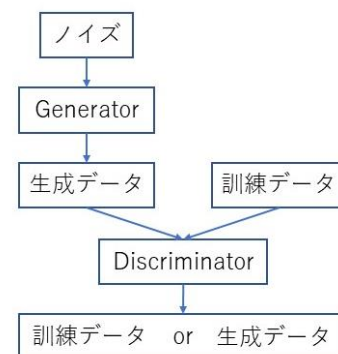 ノイズ
Generator
生成データ
訓練データ
Discriminator
訓練データ or 生成データ